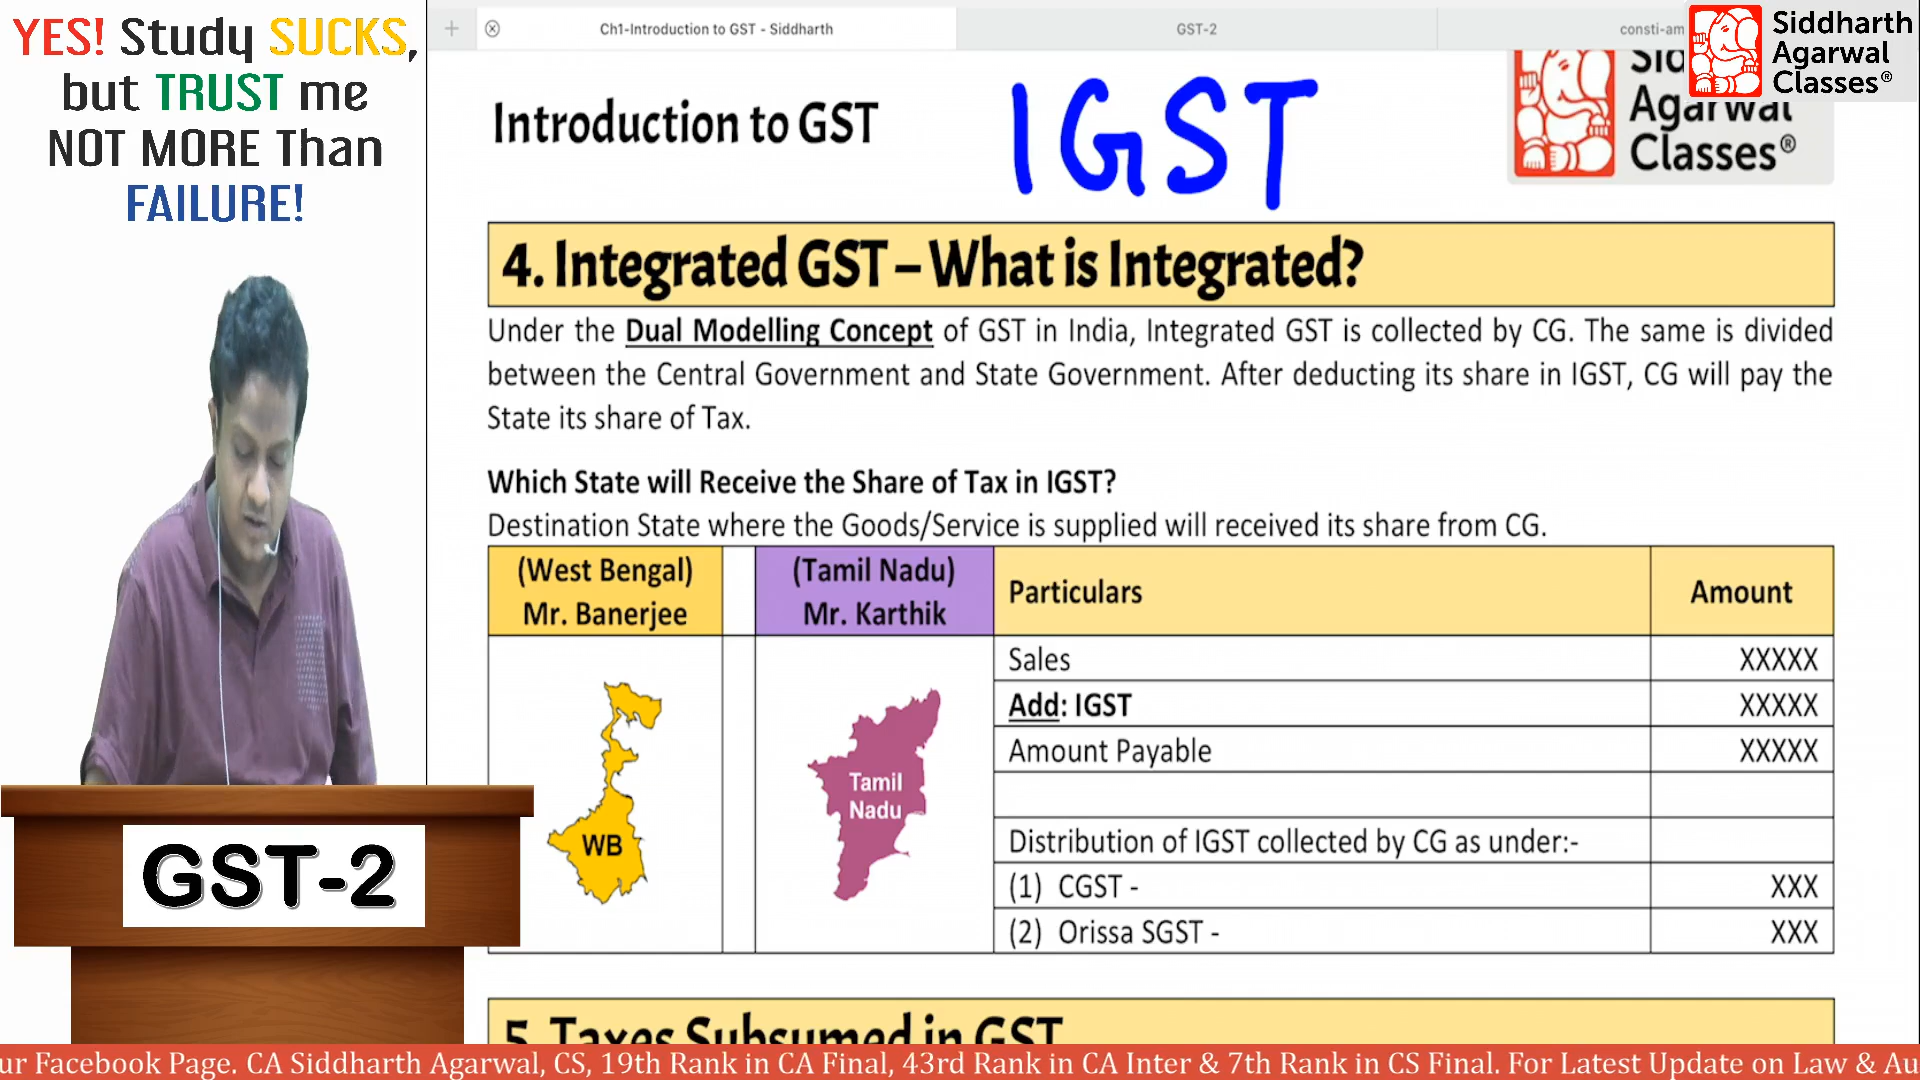 YES! Study SUCKS,
but TRUST me
NOT MORE Than
FAILURE!
Ch1-Introduction to GST - Siddharth
GST-2
consti-am
Siddharth
Agarwal
Classes®
Introduction to GST
IGST
Agarwal
Classes®
4. Integrated GST – What is Integrated?
Under the Dual Modelling Concept of GST in India, Integrated GST is collected by CG. The same is divided
between the Central Government and State Government. After deducting its share in IGST, CG will pay the
State its share of Tax.
Which State will Receive the Share of Tax in IGST?
Destination State where the Goods/Service is supplied will received its share from CG.
(West Bengal)
Mr. Banerjee
(Tamil Nadu)
Mr. Karthik
Particulars
Amount
Sales XXXXX
Add: IGST XXXXX
Amount Payable XXXXX
Distribution of IGST collected by CG as under:-
(1) CGST - XXX
(2) Orissa SGST - XXX
WB
Tamil
Nadu
GST-2
5. Taxes Subsumed in GST
ur Facebook Page. CA Siddharth Agarwal, CS, 19th Rank in CA Final, 43rd Rank in CA Inter & 7th Rank in CS Final. For Latest Update on Law & Au